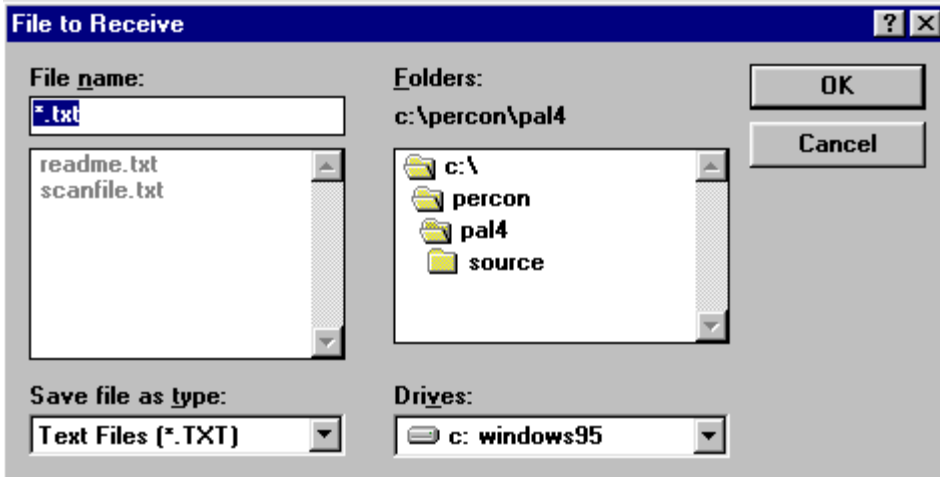 File to Receive
File name:
*.txt
readme.txt
scanfile.txt
Save file as type:
Text Files (*.TXT)
Folders:
c:\percon\pal4
c:\
percon
pal4
source
Drives:
c: windows95
OK
Cancel